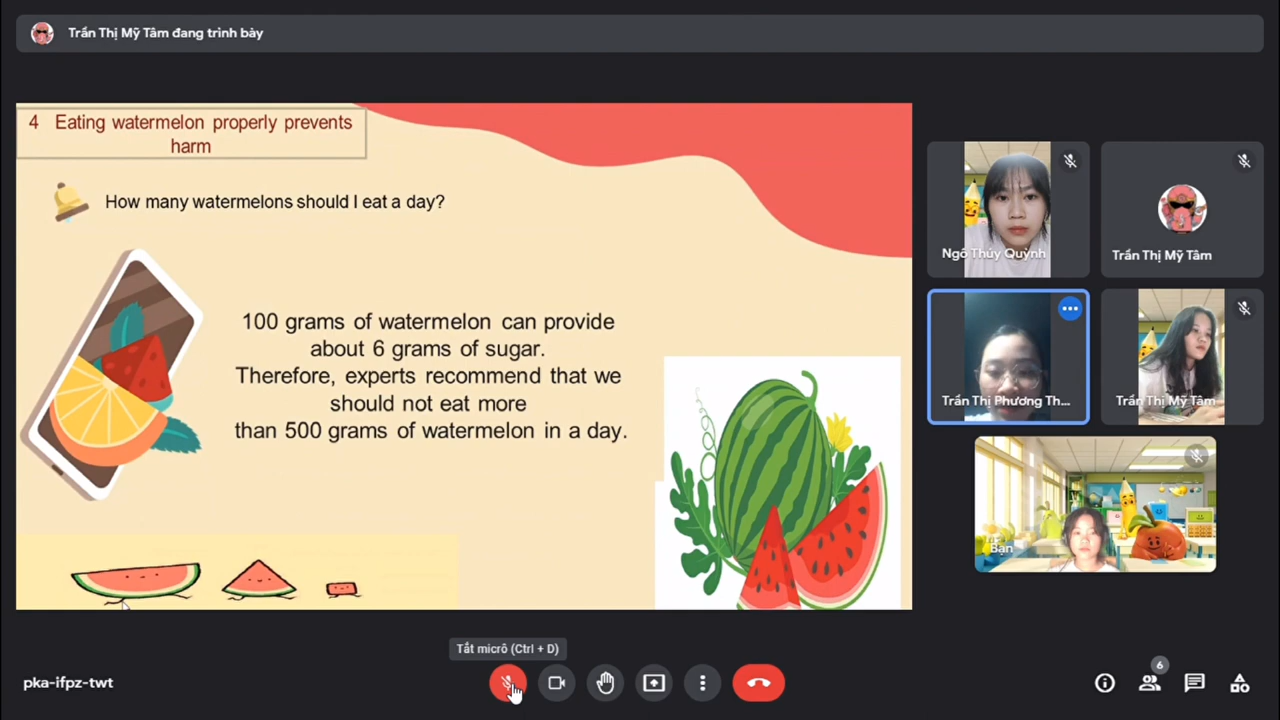 Trần Thị Mỹ Tâm đang trình bày
4 Eating watermelon properly prevents
harm
How many watermelons should I eat a day?
100 grams of watermelon can provide
about 6 grams of sugar.
Therefore, experts recommend that we
should not eat more
than 500 grams of watermelon in a day.
Ngô Thúy Quỳnh
Trần Thị Mỹ Tâm
Trần Thị Phương Th...
Trần Thị Mỹ Tâm
Bạn
Tắt micrô (Ctrl + D)
pka-ifpz-twt
6